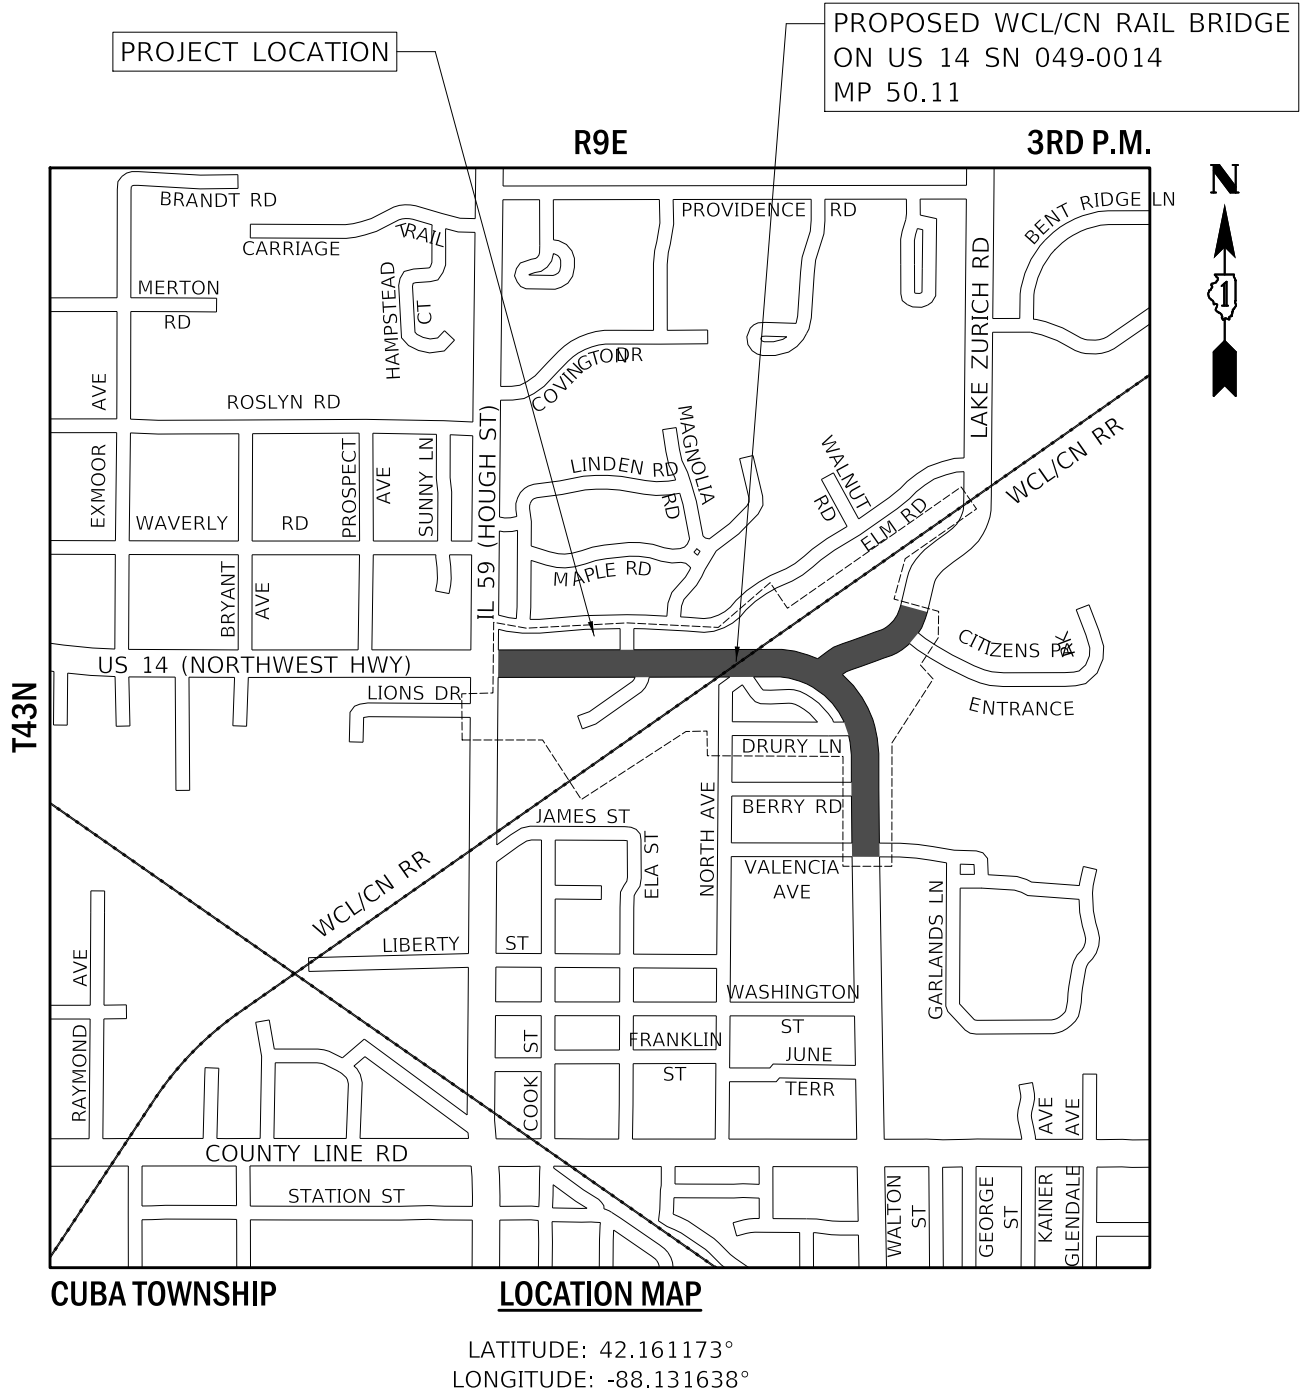 PROPOSED WCL/CN RAIL BRIDGE
ON US 14 SN 049-0014
MP 50.11
PROJECT LOCATION
R9E
3RD P.M.
N
1
BRANDT RD
PROVIDENCE RD
BENT RIDGE LN
CARRIAGE TRAIL
LAKE ZURICH RD
HAMPSTEAD
CT
MERTON
RD
COVINGTON DR
AVE
EXMOOR
ROSLYN RD
IL 59 (HOUGH ST)
MAGNOLIA
RD
WALNUT
RD
WCL/CN RR
LINDEN RD
PROSPECT
AVE
SUNNY LN
WAVERLY RD
ELM RD
BRYANT
AVE
MAPLE RD
CITIZENS PARK
ENTRANCE
US 14 (NORTHWEST HWY)
LIONS DR
T43N
DRURY LN
NORTH AVE
BERRY RD
JAMES ST
ELA ST
VALENCIA
AVE
WCL/CN RR
GARLANDS LN
LIBERTY ST
RAYMOND AVE
WASHINGTON
ST
FRANKLIN
ST
COOK ST
JUNE
TERR
AVE
AVE
COUNTY LINE RD
STATION ST
WALTON
ST
GEORGE
ST
KAINER
GLENDALE
CUBA TOWNSHIP
LOCATION MAP
LATITUDE: 42.161173°
LONGITUDE: -88.131638°